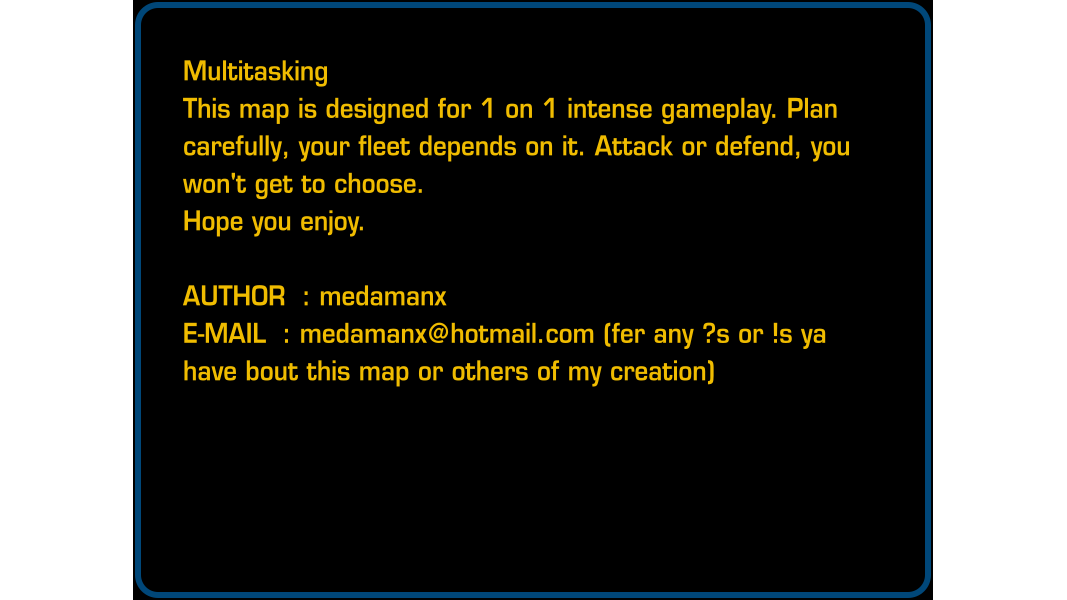 Multitasking
This map is designed for 1 on 1 intense gameplay. Plan
carefully, your fleet depends on it. Attack or defend, you
won't get to choose.
Hope you enjoy.
AUTHOR : medamanx
E-MAIL : medamanx@hotmail.com (fer any ?s or !s ya
have bout this map or others of my creation)